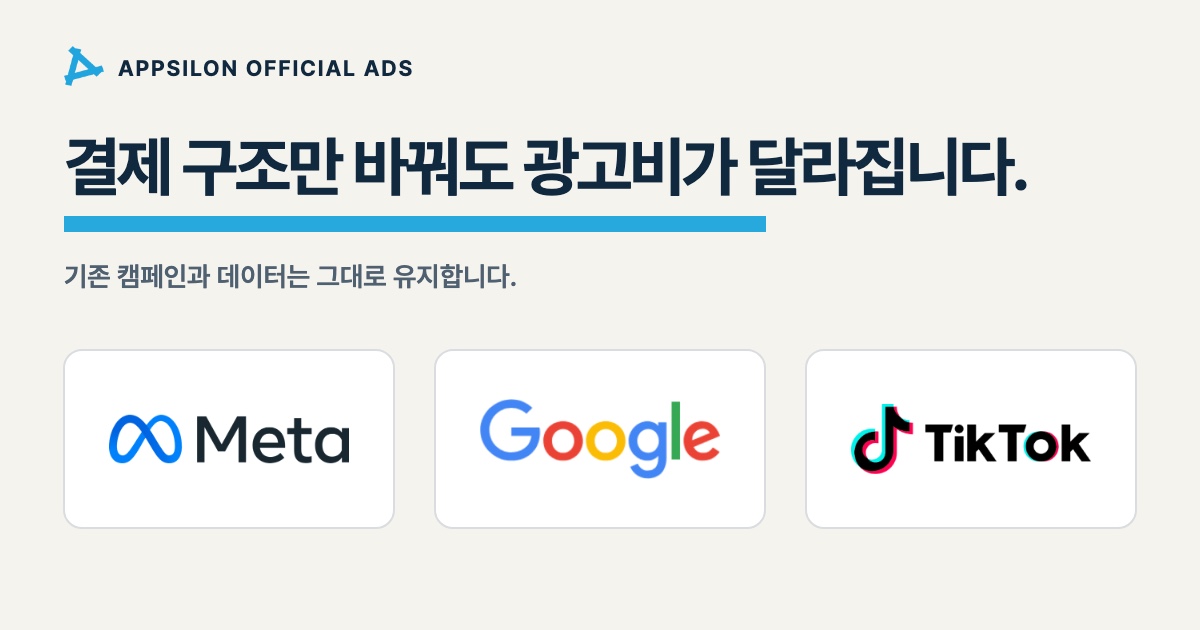 APPSILON OFFICIAL ADS
결제 구조만 바꿔도 광고비가 달라집니다.
기존 캠페인과 데이터는 그대로 유지합니다.
Meta
Google
TikTok